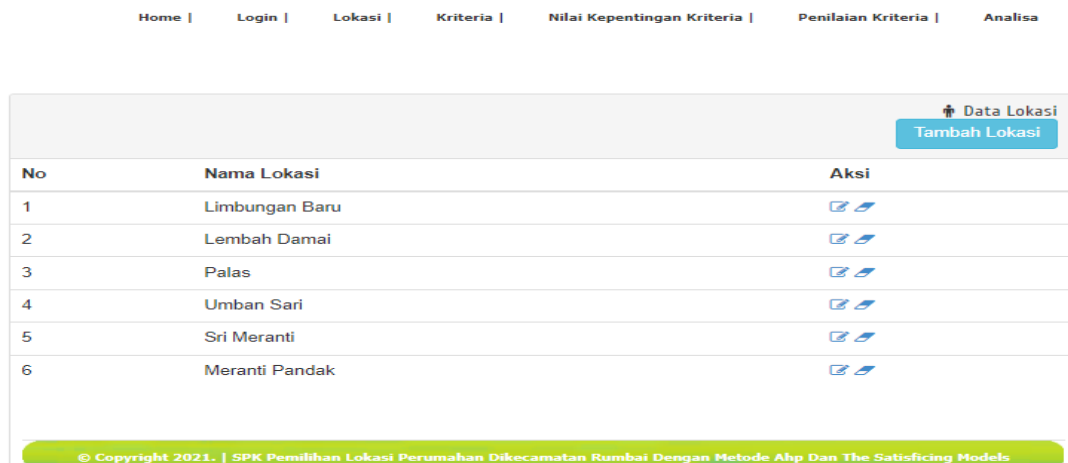 Home | Login | Lokasi | Kriteria | Nilai Kepentingan Kriteria | Penilaian Kriteria | Analisa
Data Lokasi
Tambah Lokasi
No Nama Lokasi Aksi
1 Limbungan Baru
2 Lembah Damai
3 Palas
4 Umban Sari
5 Sri Meranti
6 Meranti Pandak
© Copyright 2021. | SPK Pemilihan Lokasi Perumahan Dikecamatan Rumbai Dengan Metode Ahp Dan The Satisficing Models